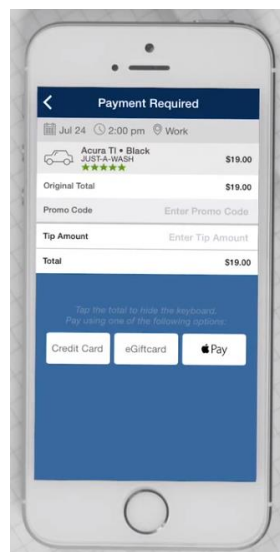 Payment Required
Jul 24 2:00 pm Work
Acura Tl • Black
JUST-A-WASH $19.00
Original Total $19.00
Promo Code Enter Promo Code
Tip Amount Enter Tip Amount
Total $19.00
Tap the total to hide the keyboard.
Pay using one of the following options:
Credit Card eGiftcard Pay